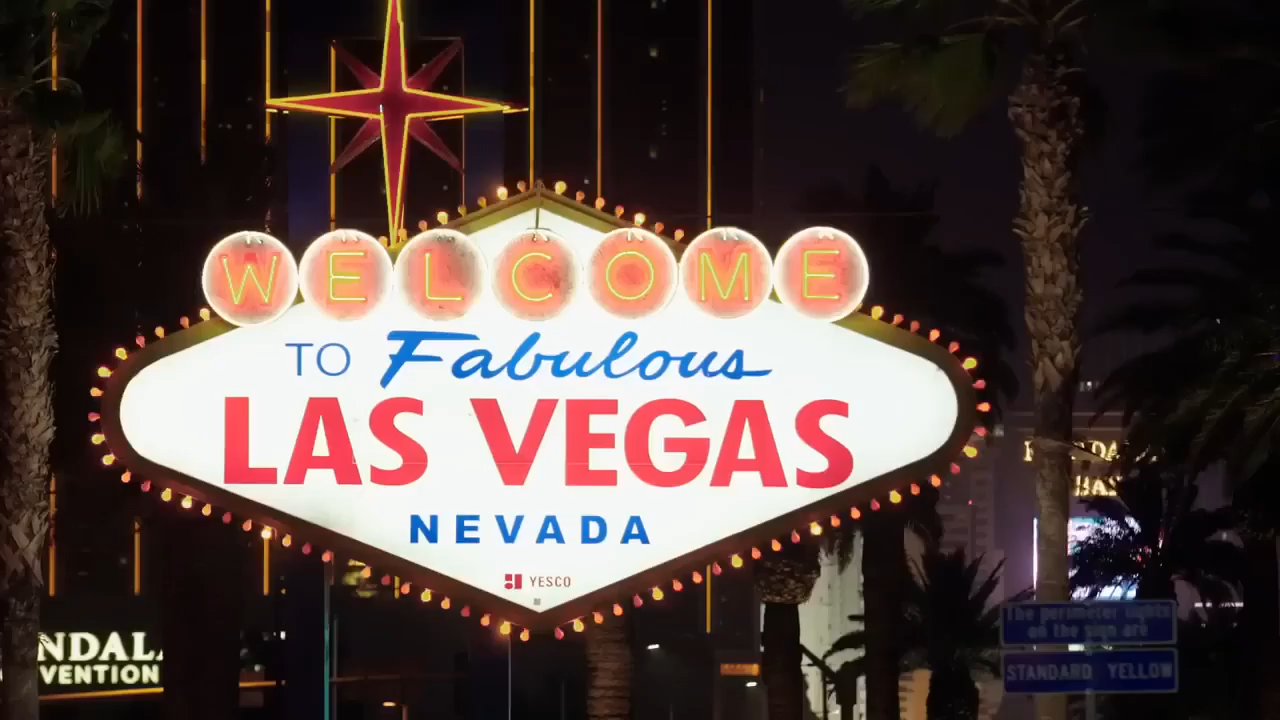 WELCOME
TO Fabulous
LAS VEGAS
NEVADA
YESCO
NDALA
VENTION
The perimeter lights
on the sign are
STANDARD YELLOW